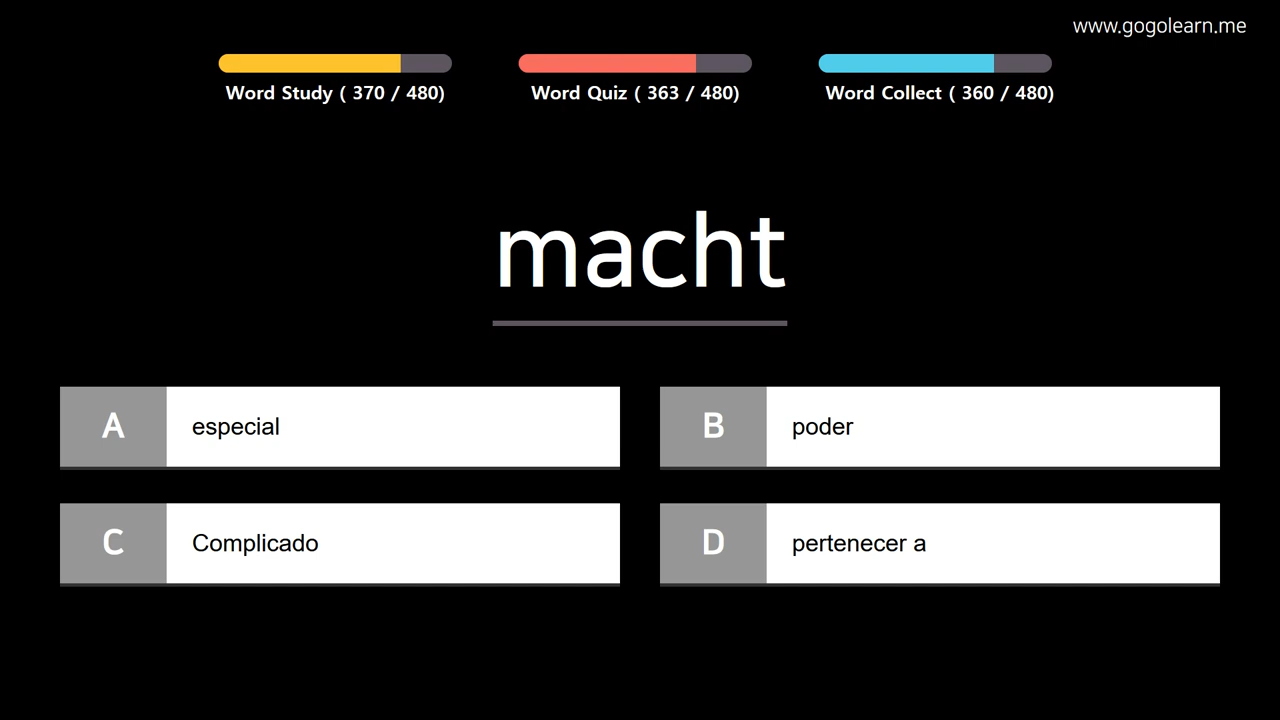 www.gogolearn.me
Word Study ( 370 / 480)
Word Quiz ( 363 / 480)
Word Collect ( 360 / 480)
macht
A especial
B poder
C Complicado
D pertenecer a